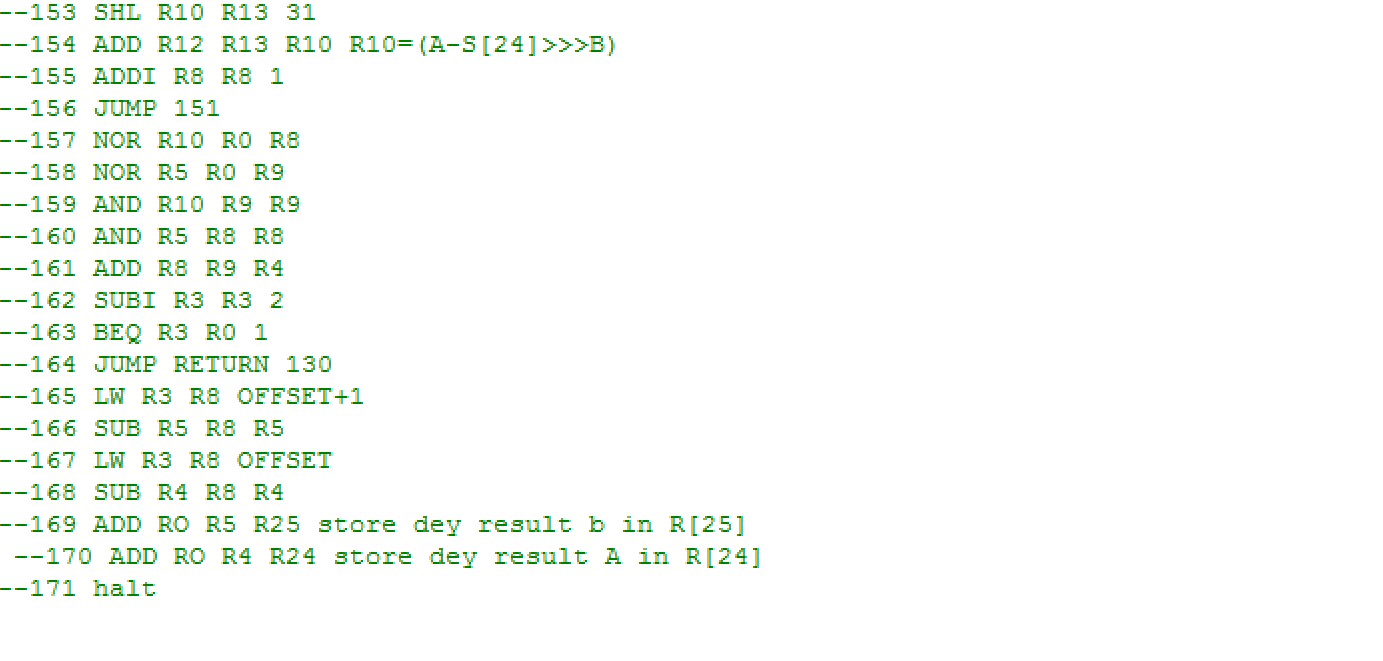 --153 SHL R10 R13 31
--154 ADD R12 R13 R10 R10=(A-S[24]>>>B)
--155 ADDI R8 R8 1
--156 JUMP 151
--157 NOR R10 R0 R8
--158 NOR R5 R0 R9
--159 AND R10 R9 R9
--160 AND R5 R8 R8
--161 ADD R8 R9 R4
--162 SUBI R3 R3 2
--163 BEQ R3 R0 1
--164 JUMP RETURN 130
--165 LW R3 R8 OFFSET+1
--166 SUB R5 R8 R5
--167 LW R3 R8 OFFSET
--168 SUB R4 R8 R4
--169 ADD RO R5 R25 store dey result b in R[25]
--170 ADD RO R4 R24 store dey result A in R[24]
--171 halt